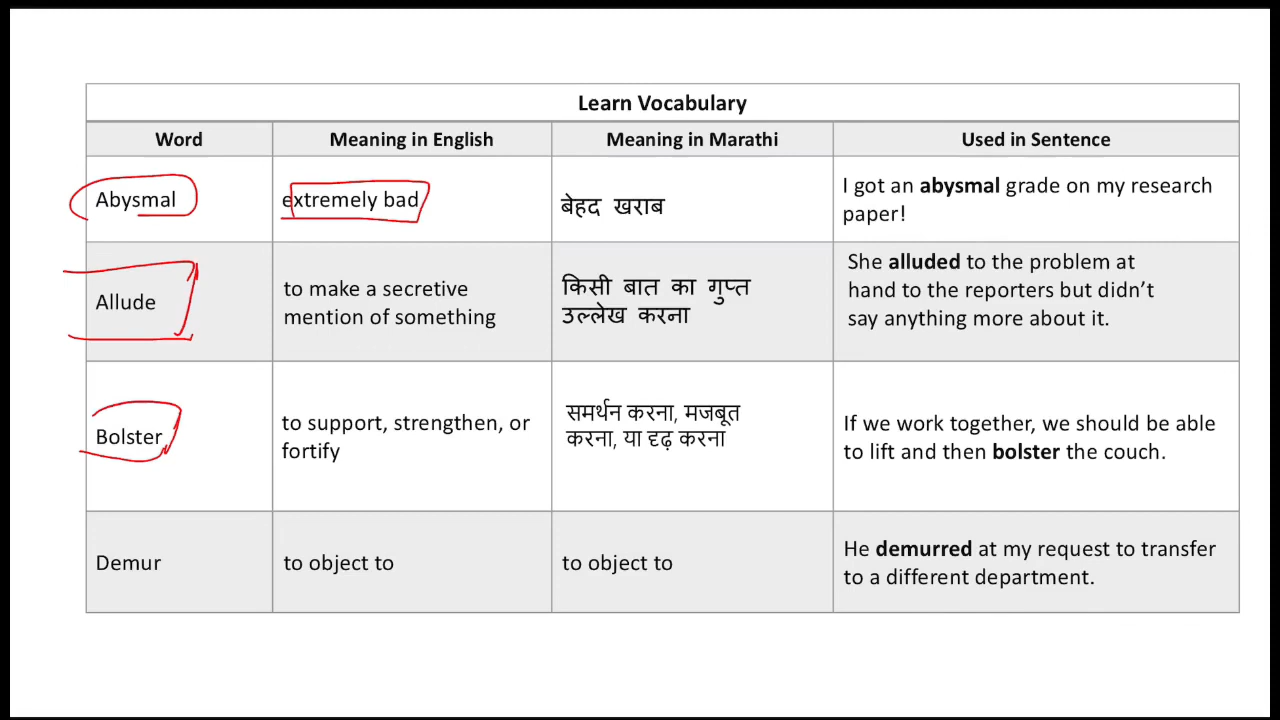 Learn Vocabulary
Word Meaning in English Meaning in Marathi Used in Sentence
Abysmal
extremely bad
बेहद खराब
I got an abysmal grade on my research
paper!
Allude
to make a secretive
mention of something
किसी बात का गुप्त
उल्लेख करना
She alluded to the problem at
hand to the reporters but didn’t
say anything more about it.
Bolster
to support, strengthen, or
fortify
समर्थन करना, मजबूत
करना, या दृढ़ करना
If we work together, we should be able
to lift and then bolster the couch.
Demur
to object to
to object to
He demurred at my request to transfer
to a different department.